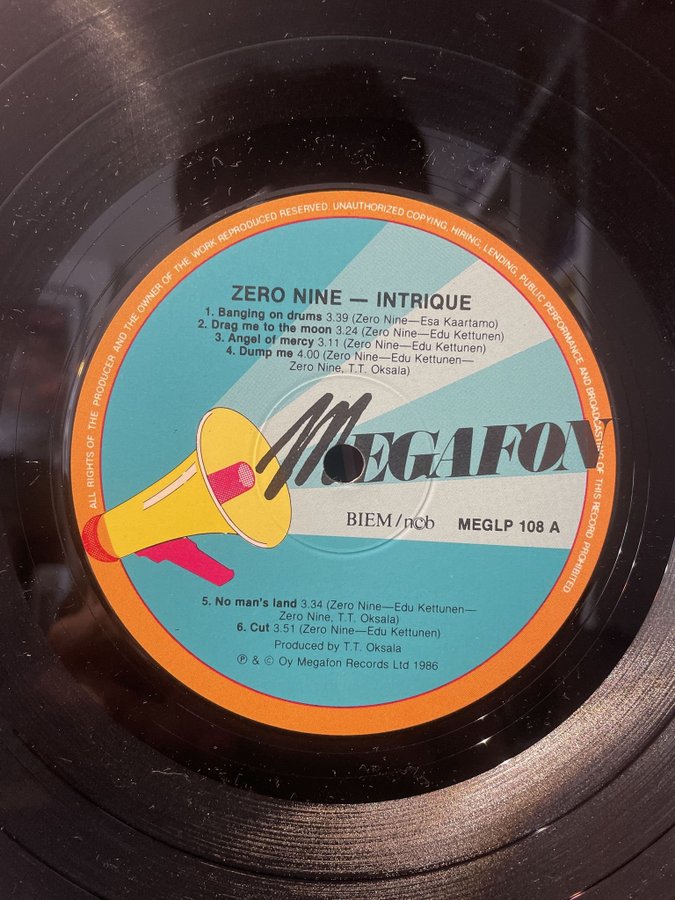 ALL RIGHTS OF THE PRODUCER AND THE OWNER OF THE WORK REPRODUCED RESERVED. UNAUTHORIZED COPYING, HIRING, LENDING, PUBLIC PERFORMANCE AND BROADCASTING OF THIS RECORD PROHIBITED.
ZERO NINE — INTRIQUE
1. Banging on drums 3.39 (Zero Nine—Esa Kaartamo)
2. Drag me to the moon 3.24 (Zero Nine—Edu Kettunen)
3. Angel of mercy 3.11 (Zero Nine—Edu Kettunen)
4. Dump me 4.00 (Zero Nine—Edu Kettunen—
Zero Nine, T.T. Oksala)
MEGAFON
BIEM/ncb MEGLP 108 A
5. No man's land 3.34 (Zero Nine—Edu Kettunen—
Zero Nine, T.T. Oksala)
6. Cut 3.51 (Zero Nine—Edu Kettunen)
Produced by T.T. Oksala
℗ & © Oy Megafon Records Ltd 1986